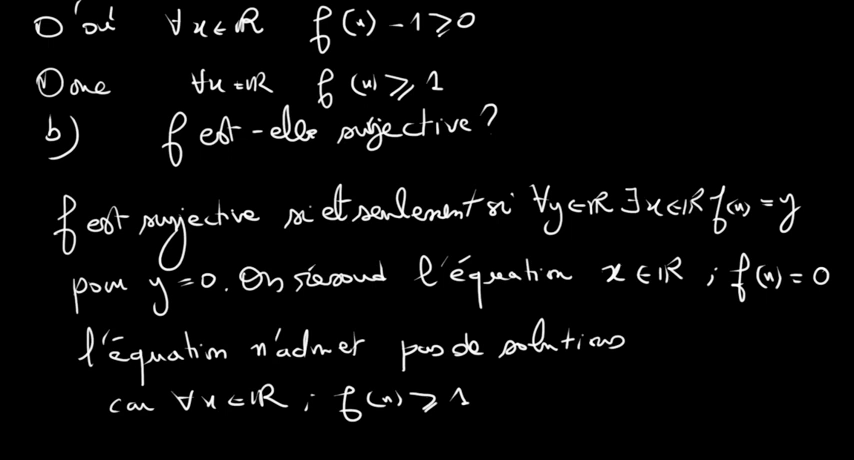 D'où ∀x∈ℝ f(x) -1⩾0
Donc ∀x∈ℝ f(x)⩾1
b) f est-elle surjective?
f est surjective si et seulement si ∀y∈ℝ ∃x∈ℝ f(x)=y
pour y=0. On résoud l'équation x∈ℝ ; f(x)=0
l'équation n'admet pas de solutions
car ∀x∈ℝ ; f(x)⩾1